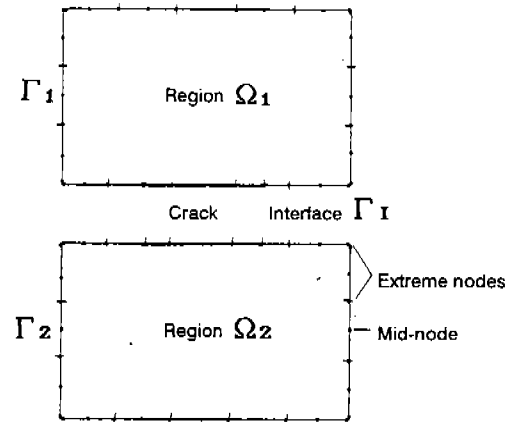 Γ1 Region Ω1
Crack Interface ΓI
Extreme nodes
Γ2 Region Ω2 Mid-node